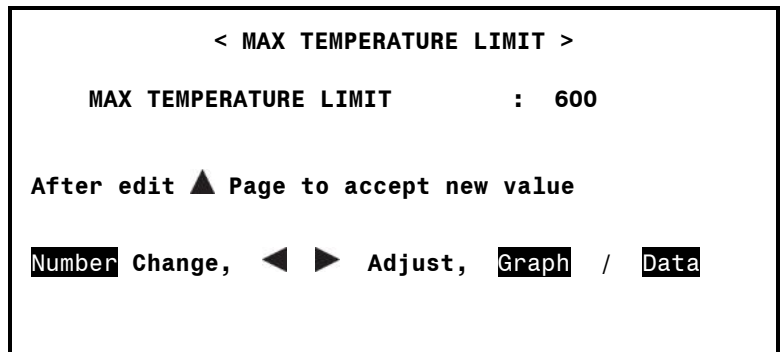 < MAX TEMPERATURE LIMIT >
MAX TEMPERATURE LIMIT : 600
After edit ▲ Page to accept new value
Number Change, ◀ ▶ Adjust, Graph / Data